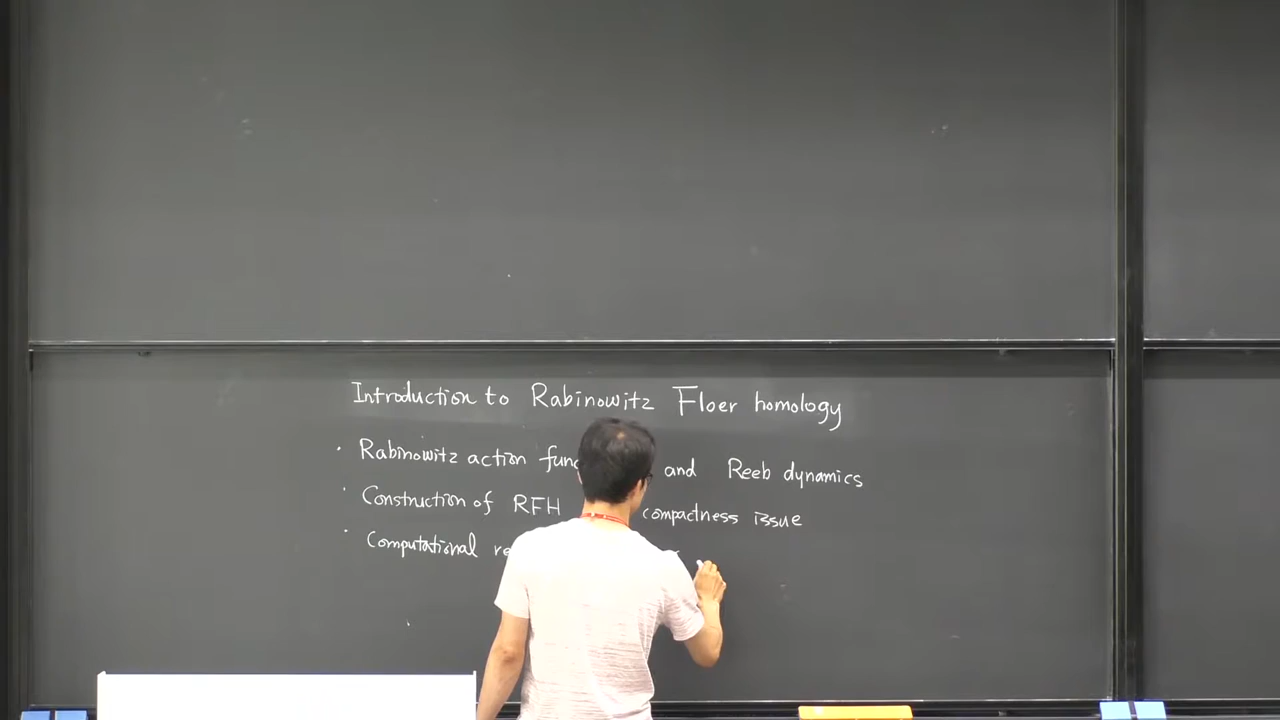 Introduction to Rabinowitz Floer homology
· Rabinowitz action func and Reeb dynamics
· Construction of RFH compactness issue
· Computational re